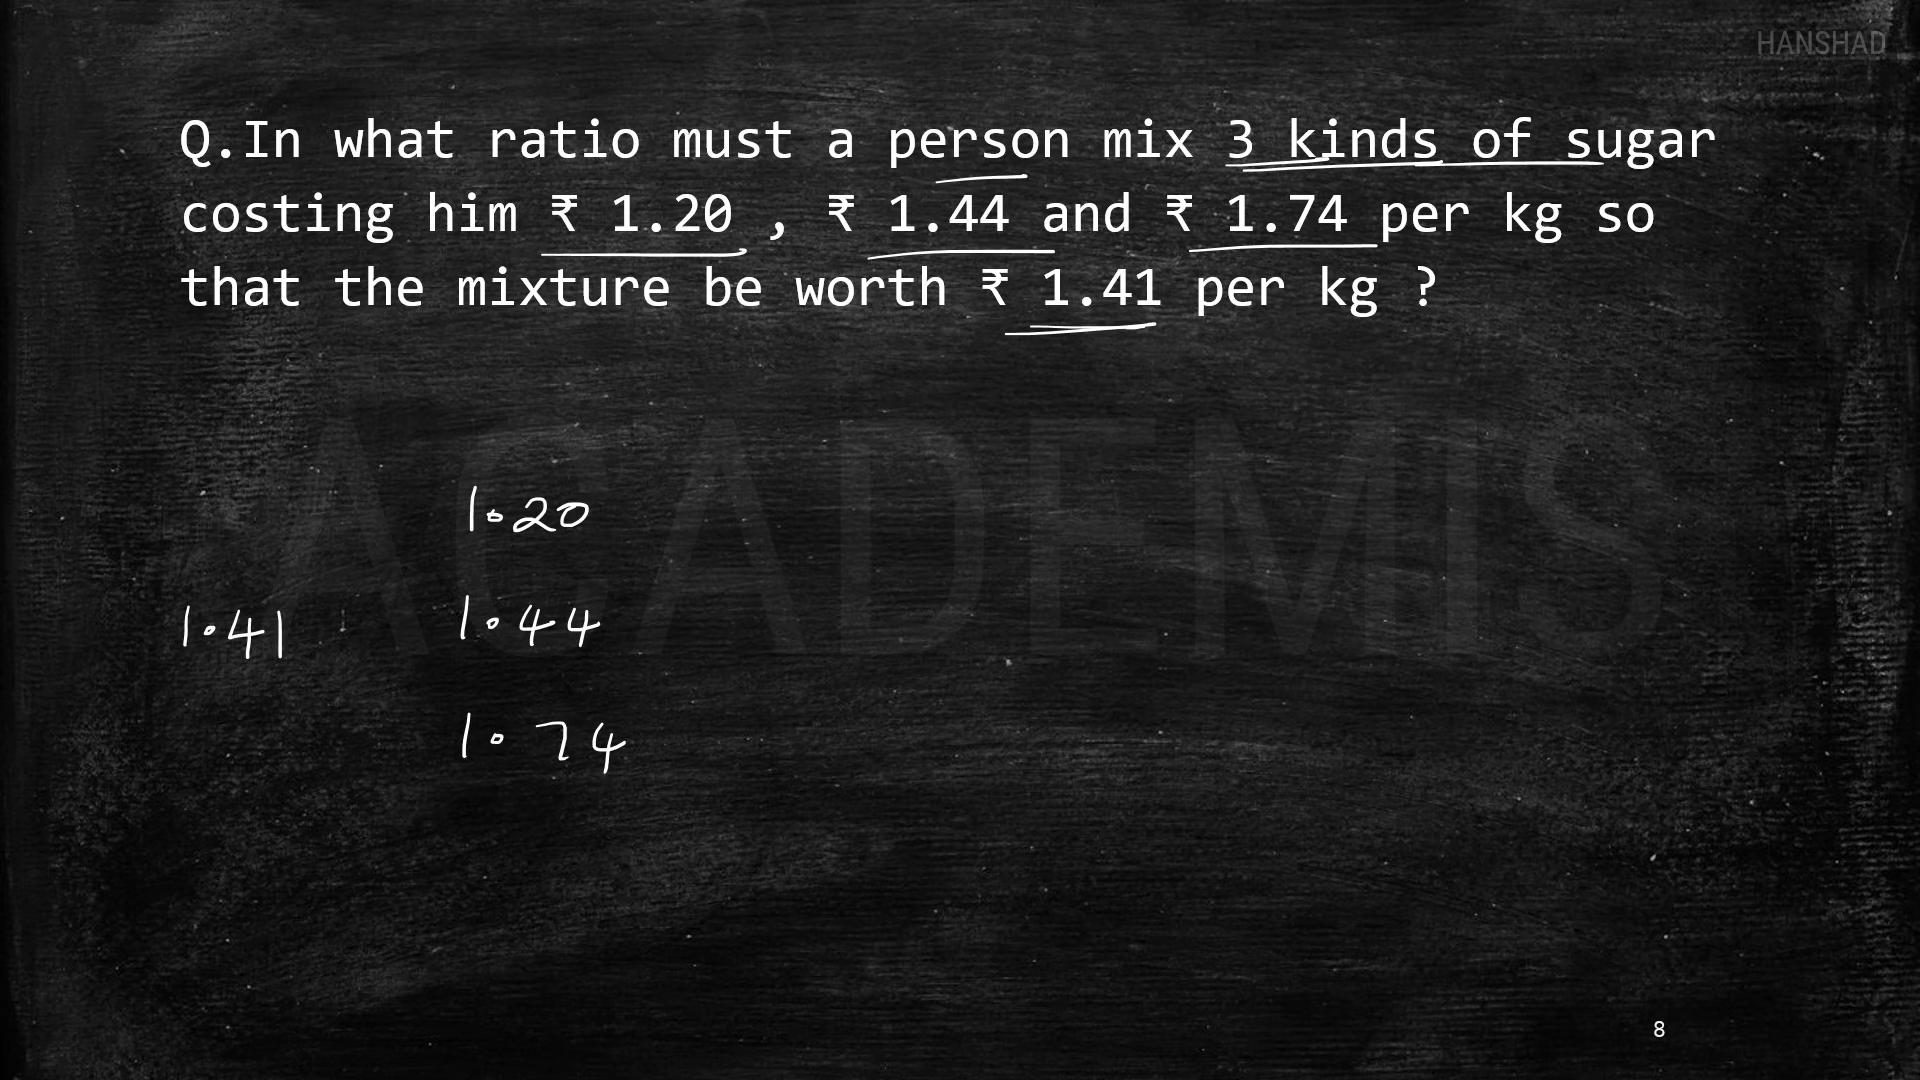 HANSHAD
Q.In what ratio must a person mix 3 kinds of sugar
costing him ₹ 1.20 , ₹ 1.44 and ₹ 1.74 per kg so
that the mixture be worth ₹ 1.41 per kg ?
ACADEMIS
1.20
1.41 1.44
1.74
8